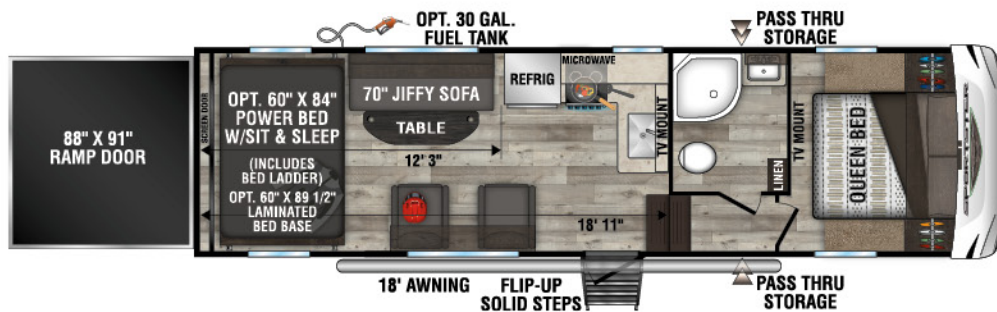 OPT. 30 GAL.
FUEL TANK
PASS THRU
STORAGE
88" X 91"
RAMP DOOR
SCREEN DOOR
OPT. 60" X 84"
POWER BED
W/SIT & SLEEP
(INCLUDES
BED LADDER)
OPT. 60" X 89 1/2"
LAMINATED
BED BASE
70" JIFFY SOFA
TABLE
12' 3"
REFRIG
MICROWAVE
TV MOUNT
LINEN
TV MOUNT
QUEEN BED
18' 11"
18' AWNING
FLIP-UP
SOLID STEPS
PASS THRU
STORAGE